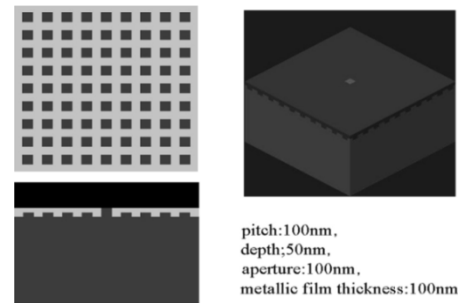 pitch:100nm,
depth;50nm,
aperture:100nm,
metallic film thickness:100nm